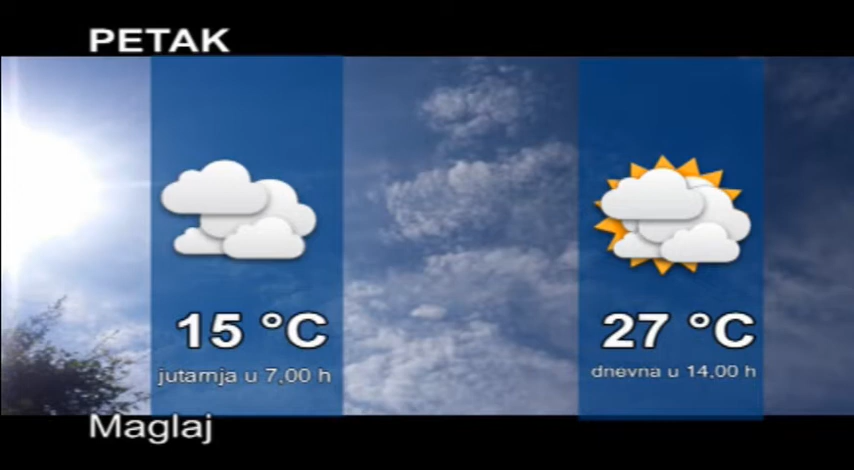 PETAK
15 °C
27 °C
jutarnja u 7,00 h
dnevna u 14,00 h
Maglaj